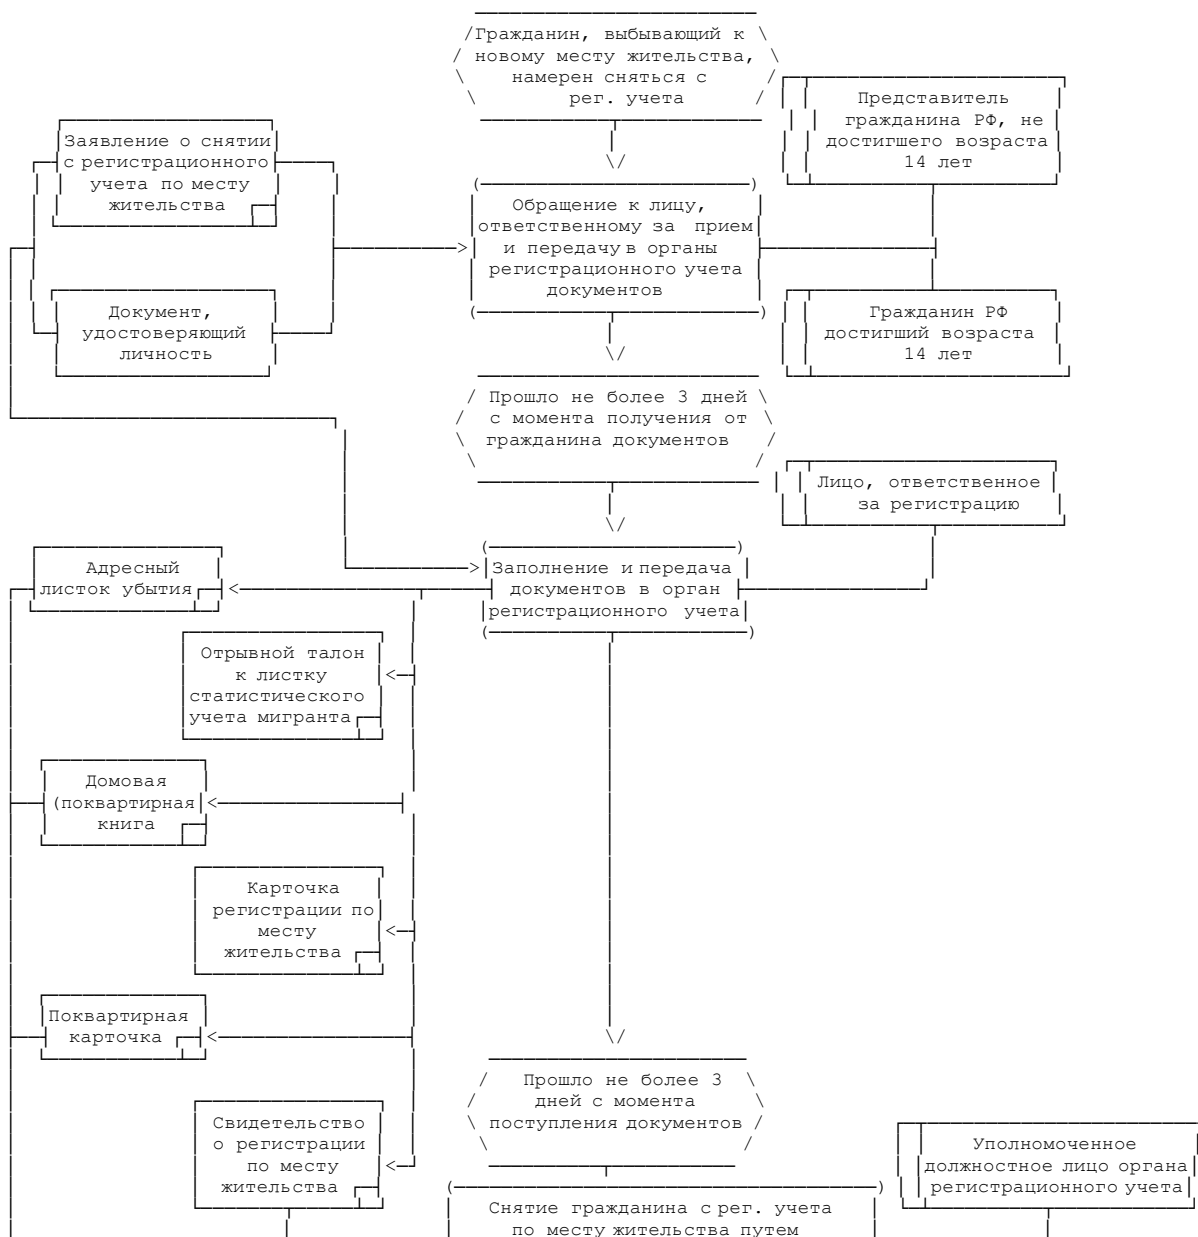 Гражданин, выбывающий к
новому месту жительства,
намерен сняться с
рег. учета
Представитель
гражданина РФ, не
достигшего возраста
14 лет
Заявление о снятии
с регистрационного
учета по месту
жительства
Обращение к лицу,
ответственному за прием
и передачу в органы
регистрационного учета
документов
Документ,
удостоверяющий
личность
Гражданин РФ
достигший возраста
14 лет
Прошло не более 3 дней
с момента получения от
гражданина документов
Лицо, ответственное
за регистрацию
Адресный
листок убытия
Заполнение и передача
документов в орган
регистрационного учета
Отрывной талон
к листку
статистического
учета мигранта
Домовая
(поквартирная
книга
Карточка
регистрации по
месту
жительства
Поквартирная
карточка
Прошло не более 3
дней с момента
поступления документов
Свидетельство
о регистрации
по месту
жительства
Уполномоченное
должностное лицо органа
регистрационного учета
Снятие гражданина с рег. учета
по месту жительства путем